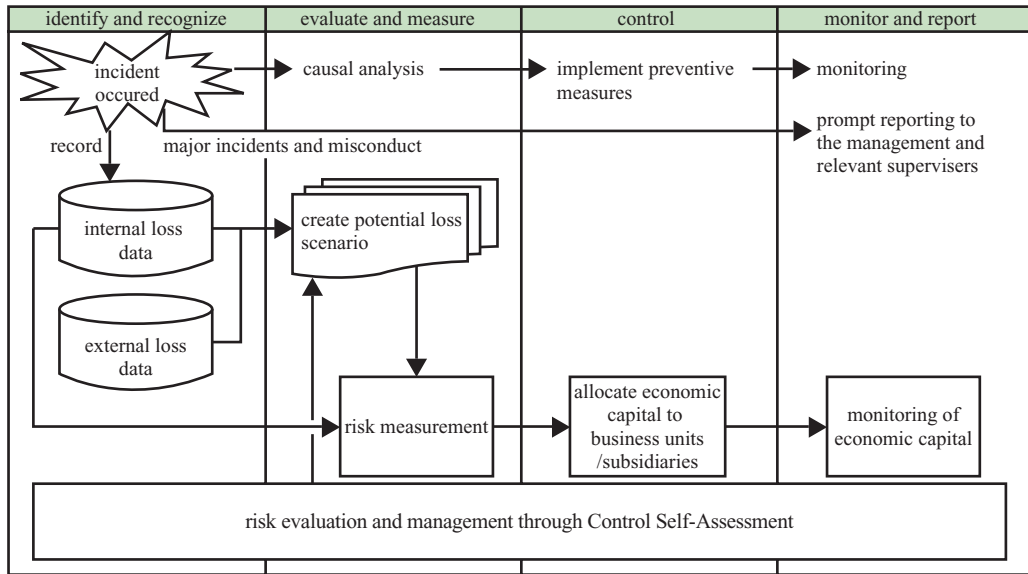 identify and recognize
evaluate and measure
control
monitor and report
incident
occured
causal analysis
implement preventive
measures
monitoring
record
major incidents and misconduct
prompt reporting to
the management and
relevant supervisers
internal loss
data
create potential loss
scenario
external loss
data
risk measurement
allocate economic
capital to
business units
/subsidiaries
monitoring of
economic capital
risk evaluation and management through Control Self-Assessment